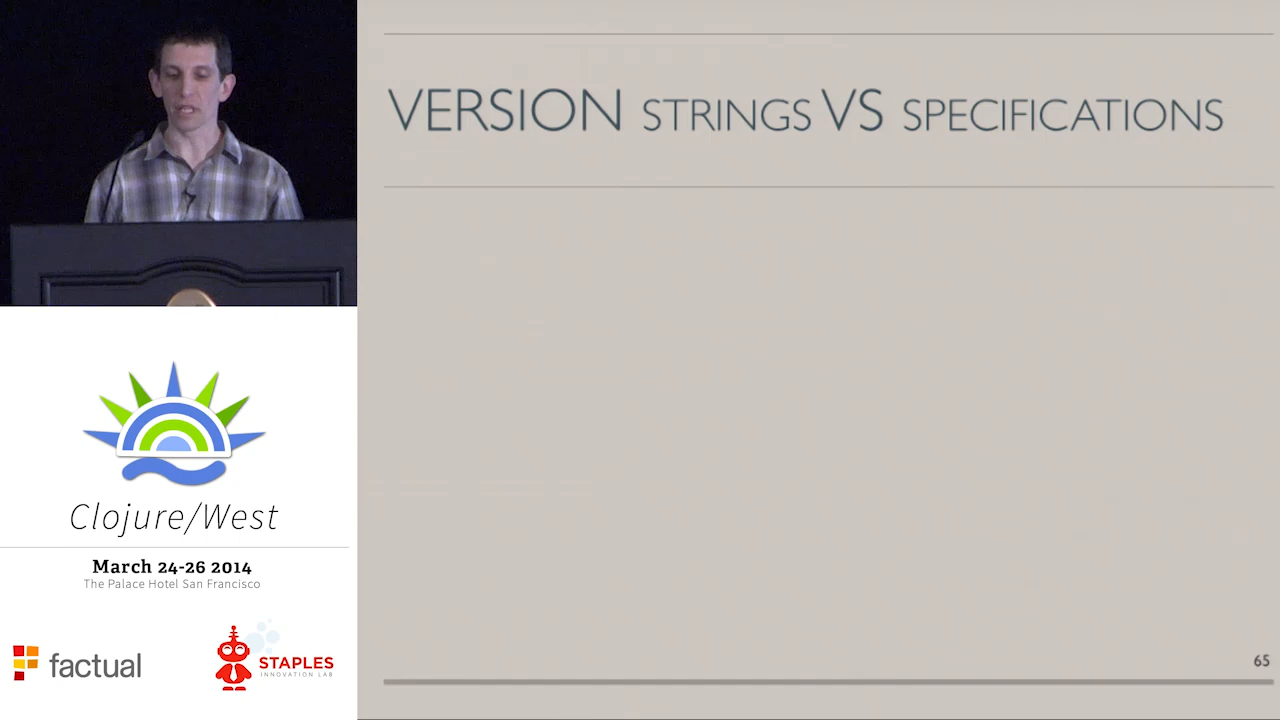 VERSION STRINGS VS SPECIFICATIONS
Clojure/West
March 24-26 2014
The Palace Hotel San Francisco
factual
STAPLES
INNOVATION LAB
65